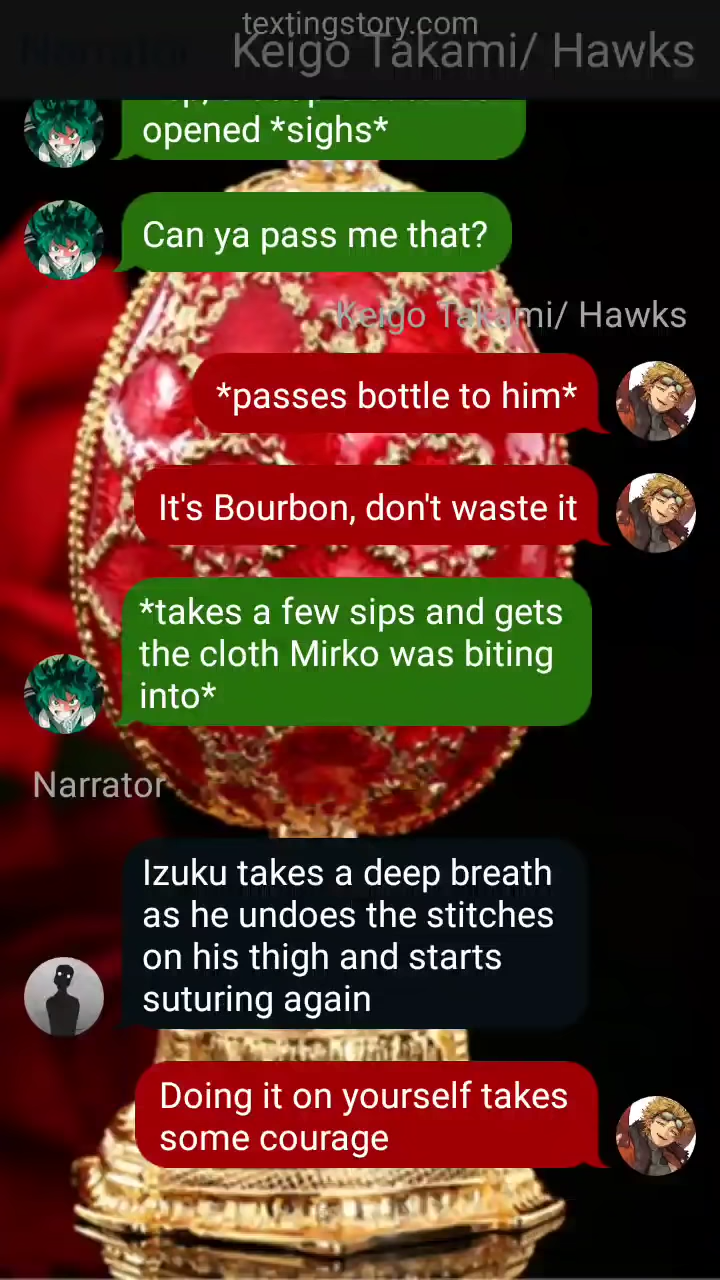 textingstory.com
Narrator Keigo Takami/ Hawks
opened *sighs*
Can ya pass me that?
Keigo Takami/ Hawks
*passes bottle to him*
It's Bourbon, don't waste it
*takes a few sips and gets
the cloth Mirko was biting
into*
Narrator
Izuku takes a deep breath
as he undoes the stitches
on his thigh and starts
suturing again
Doing it on yourself takes
some courage